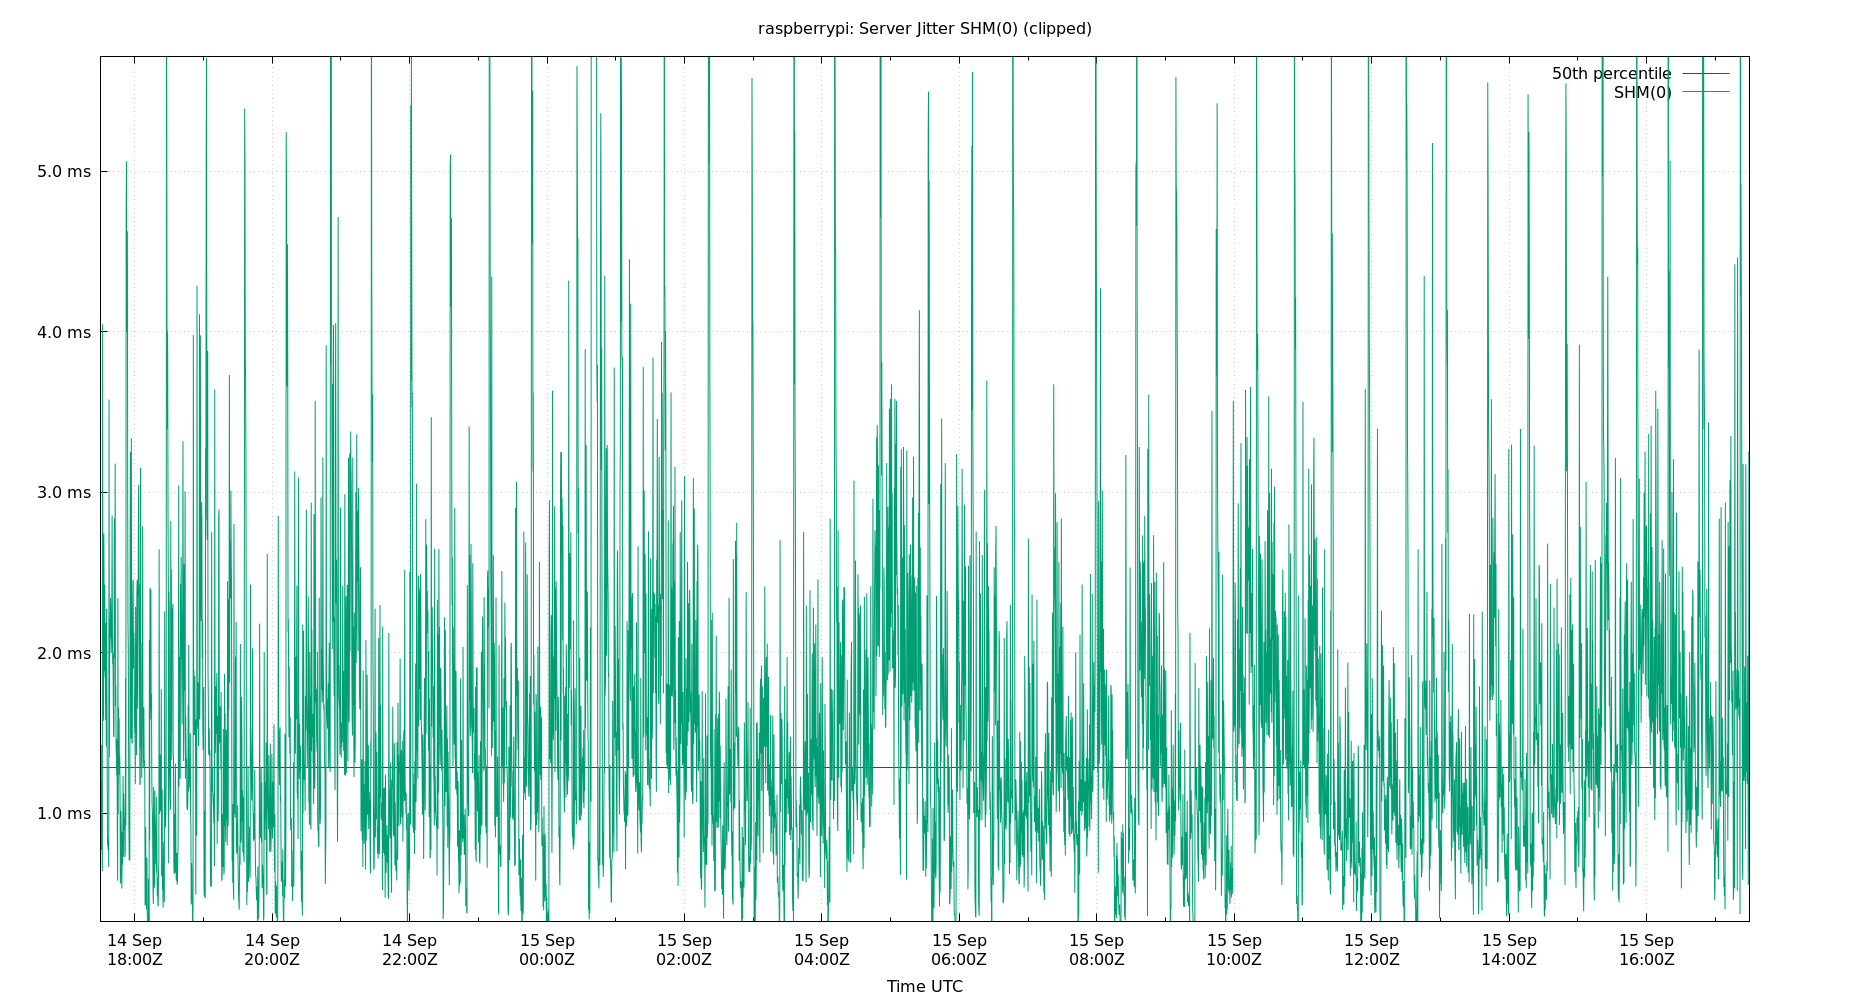 raspberrypi: Server Jitter SHM(0) (clipped)
50th percentile
SHM(0)
5.0 ms
4.0 ms
3.0 ms
2.0 ms
1.0 ms
14 Sep 14 Sep 14 Sep 15 Sep 15 Sep 15 Sep 15 Sep 15 Sep 15 Sep 15 Sep 15 Sep 15 Sep
18:00Z 20:00Z 22:00Z 00:00Z 02:00Z 04:00Z 06:00Z 08:00Z 10:00Z 12:00Z 14:00Z 16:00Z
Time UTC